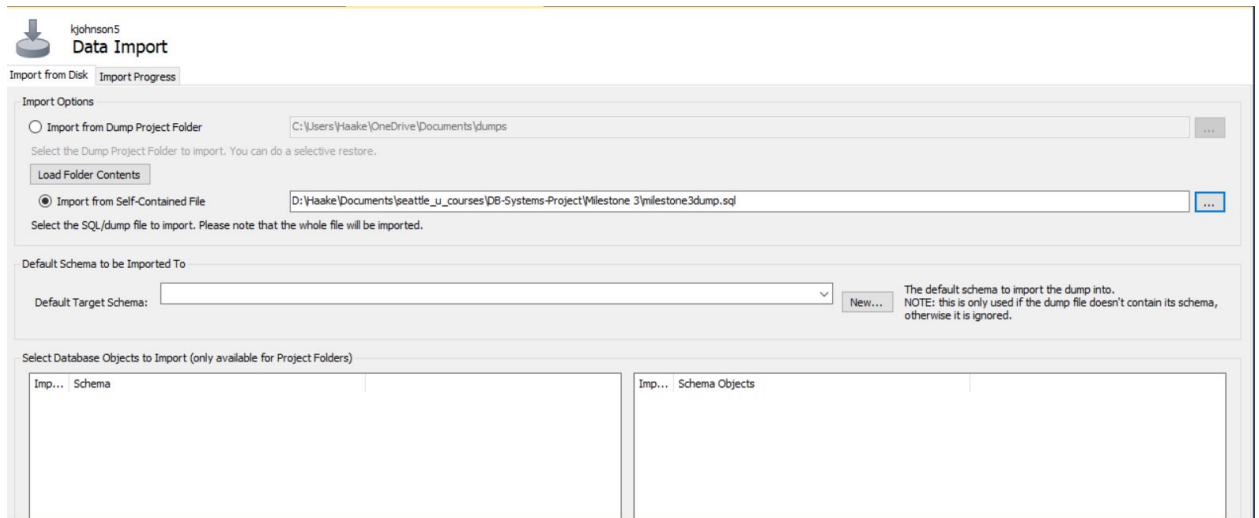 kjohnson5
Data Import
Import from Disk
Import Progress
Import Options
Import from Dump Project Folder
C:\Users\Haake\OneDrive\Documents\dumps
...
Select the Dump Project Folder to import. You can do a selective restore.
Load Folder Contents
Import from Self-Contained File
D:\Haake\Documents\seattle_u_courses\DB-Systems-Project\Milestone 3\milestone3dump.sql
...
Select the SQL/dump file to import. Please note that the whole file will be imported.
Default Schema to be Imported To
Default Target Schema:
New...
The default schema to import the dump into.
NOTE: this is only used if the dump file doesn't contain its schema,
otherwise it is ignored.
Select Database Objects to Import (only available for Project Folders)
Imp... Schema
Imp... Schema Objects